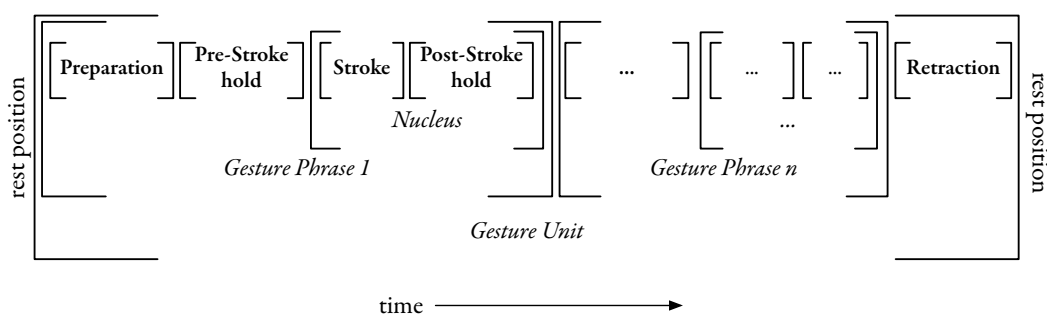 rest position
Preparation
Pre-Stroke
hold
Stroke
Post-Stroke
hold
Nucleus
Gesture Phrase 1
...
...
...
...
Gesture Phrase n
Retraction
rest position
Gesture Unit
time